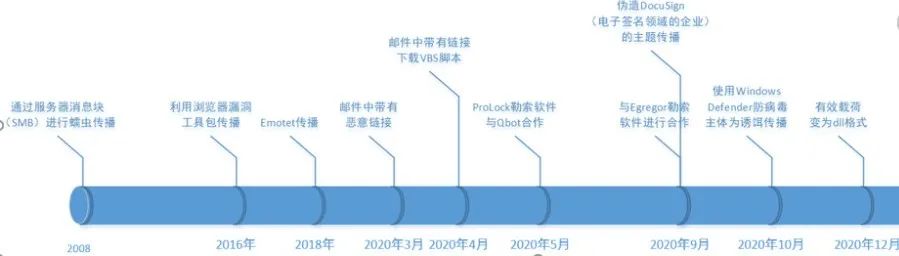 伪造DocuSign
（电子签名领域的企业）
的主题传播
邮件中带有链接
下载VBS脚本
通过服务器消息块
（SMB）进行蠕虫传播
利用浏览器漏洞
工具包传播
Emotet传播
邮件中带有
恶意链接
ProLock勒索软件
与Qbot合作
与Egregor勒索
软件进行合作
使用Windows
Defender防病毒
主体为诱饵传播
有效载荷
变为dll格式
2008
2016年
2018年
2020年3月
2020年4月
2020年5月
2020年9月
2020年10月
2020年12月